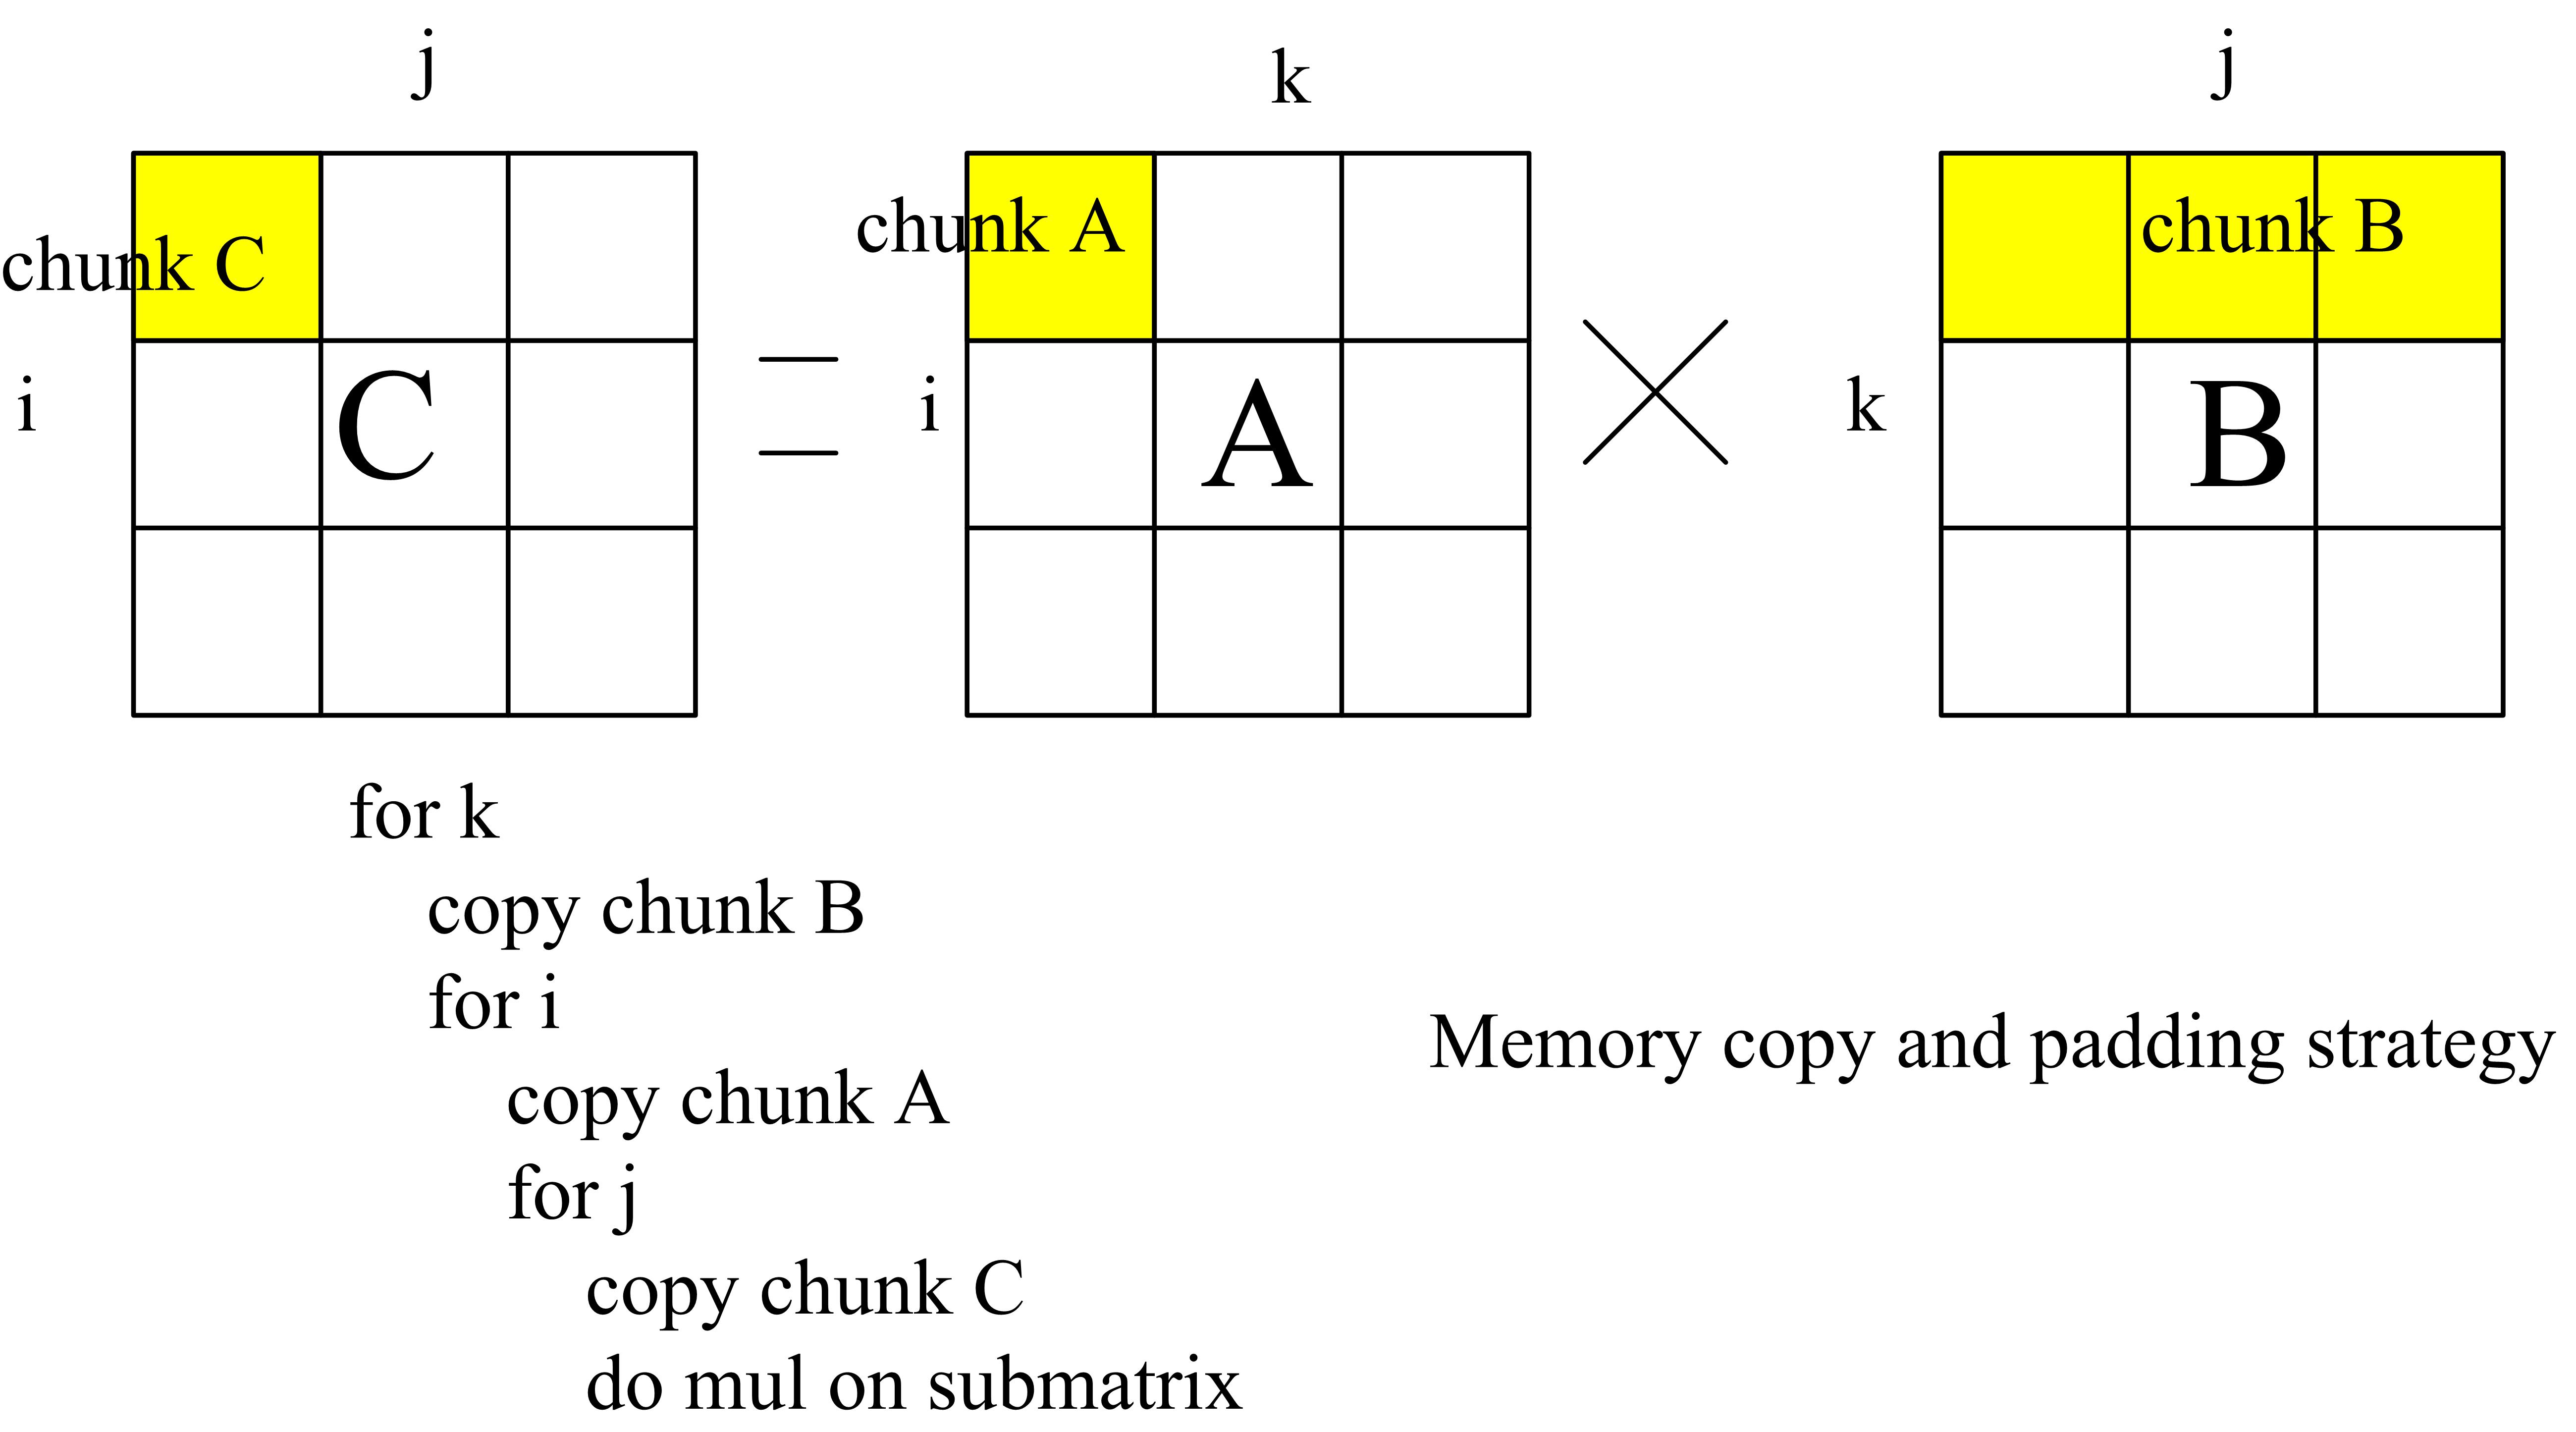 j
k
j
chunk C
chunk A
chunk B
i
C
i
A
k
B
for k
copy chunk B
for i
copy chunk A
for j
copy chunk C
do mul on submatrix
Memory copy and padding strategy